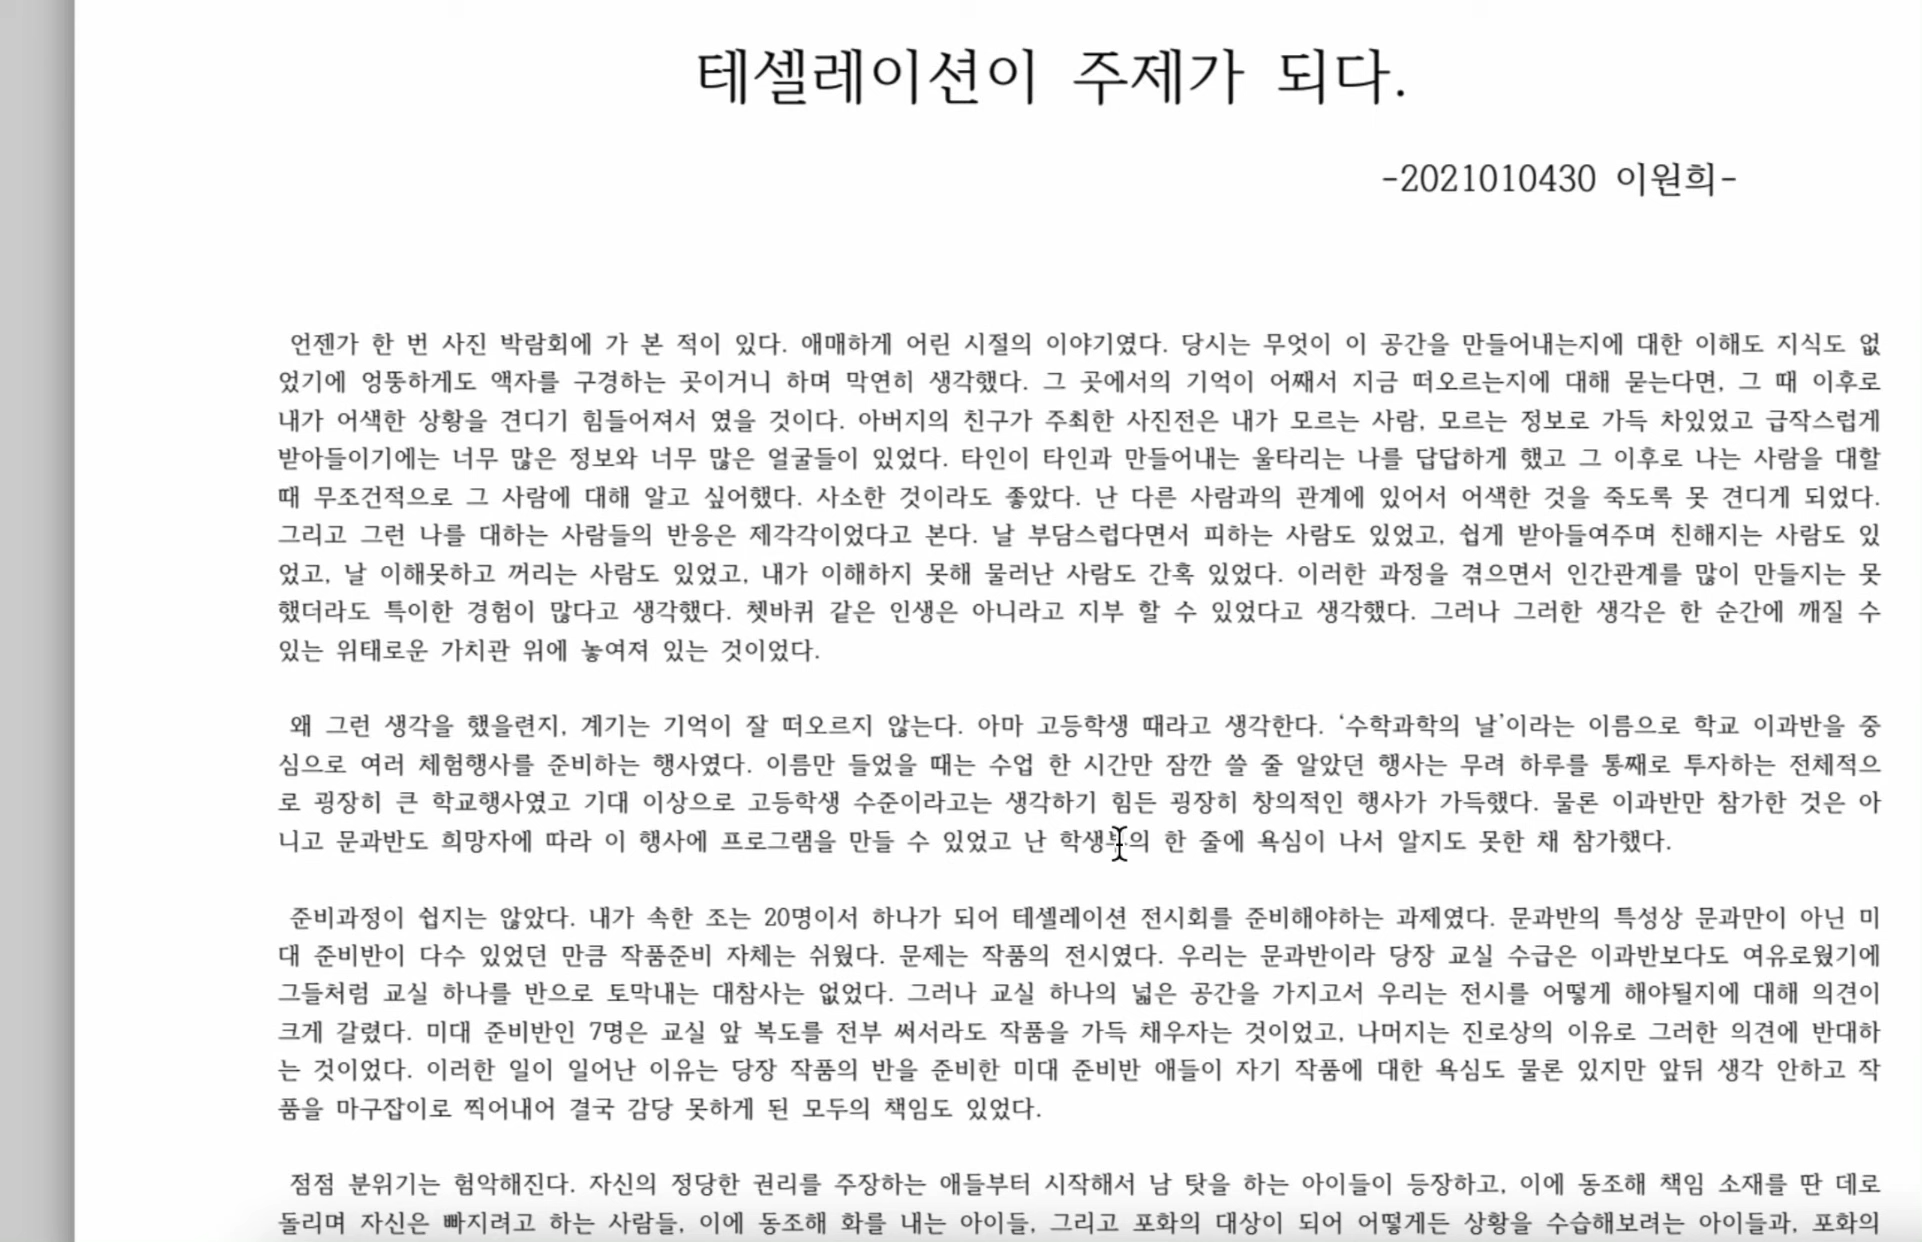 테셀레이션이 주제가 되다.
-2021010430 이원희-
언젠가 한 번 사진 박람회에 가 본 적이 있다. 애매하게 어린 시절의 이야기였다. 당시는 무엇이 이 공간을 만들어내는지에 대한 이해도 지식도 없
었기에 엉뚱하게도 액자를 구경하는 곳이거니 하며 막연히 생각했다. 그 곳에서의 기억이 어째서 지금 떠오르는지에 대해 묻는다면, 그 때 이후로
내가 어색한 상황을 견디기 힘들어져서 였을 것이다. 아버지의 친구가 주최한 사진전은 내가 모르는 사람, 모르는 정보로 가득 차있었고 급작스럽게
받아들이기에는 너무 많은 정보와 너무 많은 얼굴들이 있었다. 타인이 타인과 만들어내는 울타리는 나를 답답하게 했고 그 이후로 나는 사람을 대할
때 무조건적으로 그 사람에 대해 알고 싶어했다. 사소한 것이라도 좋았다. 난 다른 사람과의 관계에 있어서 어색한 것을 죽도록 못 견디게 되었다.
그리고 그런 나를 대하는 사람들의 반응은 제각각이었다고 본다. 날 부담스럽다면서 피하는 사람도 있었고, 쉽게 받아들여주며 친해지는 사람도 있
었고, 날 이해못하고 꺼리는 사람도 있었고, 내가 이해하지 못해 물러난 사람도 간혹 있었다. 이러한 과정을 겪으면서 인간관계를 많이 만들지는 못
했더라도 특이한 경험이 많다고 생각했다. 쳇바퀴 같은 인생은 아니라고 지부 할 수 있었다고 생각했다. 그러나 그러한 생각은 한 순간에 깨질 수
있는 위태로운 가치관 위에 놓여져 있는 것이었다.
왜 그런 생각을 했을련지, 계기는 기억이 잘 떠오르지 않는다. 아마 고등학생 때라고 생각한다. ‘수학과학의 날’이라는 이름으로 학교 이과반을 중
심으로 여러 체험행사를 준비하는 행사였다. 이름만 들었을 때는 수업 한 시간만 잠깐 쓸 줄 알았던 행사는 무려 하루를 통째로 투자하는 전체적으
로 굉장히 큰 학교행사였고 기대 이상으로 고등학생 수준이라고는 생각하기 힘든 굉장히 창의적인 행사가 가득했다. 물론 이과반만 참가한 것은 아
니고 문과반도 희망자에 따라 이 행사에 프로그램을 만들 수 있었고 난 학생부의 한 줄에 욕심이 나서 알지도 못한 채 참가했다.
준비과정이 쉽지는 않았다. 내가 속한 조는 20명이서 하나가 되어 테셀레이션 전시회를 준비해야하는 과제였다. 문과반의 특성상 문과만이 아닌 미
대 준비반이 다수 있었던 만큼 작품준비 자체는 쉬웠다. 문제는 작품의 전시였다. 우리는 문과반이라 당장 교실 수급은 이과반보다도 여유로웠기에
그들처럼 교실 하나를 반으로 토막내는 대참사는 없었다. 그러나 교실 하나의 넓은 공간을 가지고서 우리는 전시를 어떻게 해야될지에 대해 의견이
크게 갈렸다. 미대 준비반인 7명은 교실 앞 복도를 전부 써서라도 작품을 가득 채우자는 것이었고, 나머지는 진로상의 이유로 그러한 의견에 반대하
는 것이었다. 이러한 일이 일어난 이유는 당장 작품의 반을 준비한 미대 준비반 애들이 자기 작품에 대한 욕심도 물론 있지만 앞뒤 생각 안하고 작
품을 마구잡이로 찍어내어 결국 감당 못하게 된 모두의 책임도 있었다.
점점 분위기는 험악해진다. 자신의 정당한 권리를 주장하는 애들부터 시작해서 남 탓을 하는 아이들이 등장하고, 이에 동조해 책임 소재를 딴 데로
돌리며 자신은 빠지려고 하는 사람들, 이에 동조해 화를 내는 아이들, 그리고 포화의 대상이 되어 어떻게든 상황을 수습해보려는 아이들과, 포화의